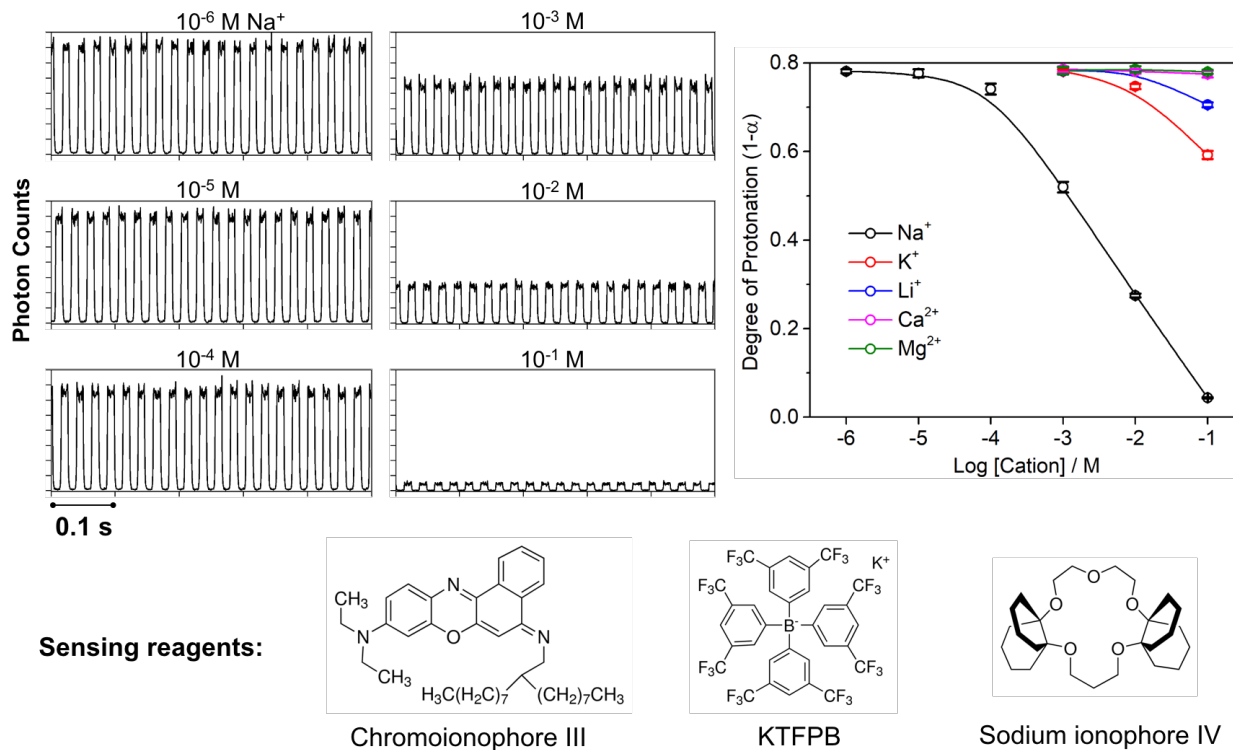 10⁻⁶ M Na⁺
10⁻³ M
10⁻⁵ M
10⁻² M
10⁻⁴ M
10⁻¹ M
Photon Counts
0.1 s
Degree of Protonation (1-α)
0.8
0.6
0.4
0.2
0.0
Na⁺
K⁺
Li⁺
Ca²⁺
Mg²⁺
-6 -5 -4 -3 -2 -1
Log [Cation] / M
Sensing reagents:
CH₃
N
N
O
N
CH₃
H₃C(H₂C)₇
(CH₂)₇CH₃
Chromoionophore III
CF₃
CF₃
K⁺
F₃C
CF₃
B⁻
CF₃
CF₃
F₃C
CF₃
KTFPB
O
O
O
O
O
Sodium ionophore IV